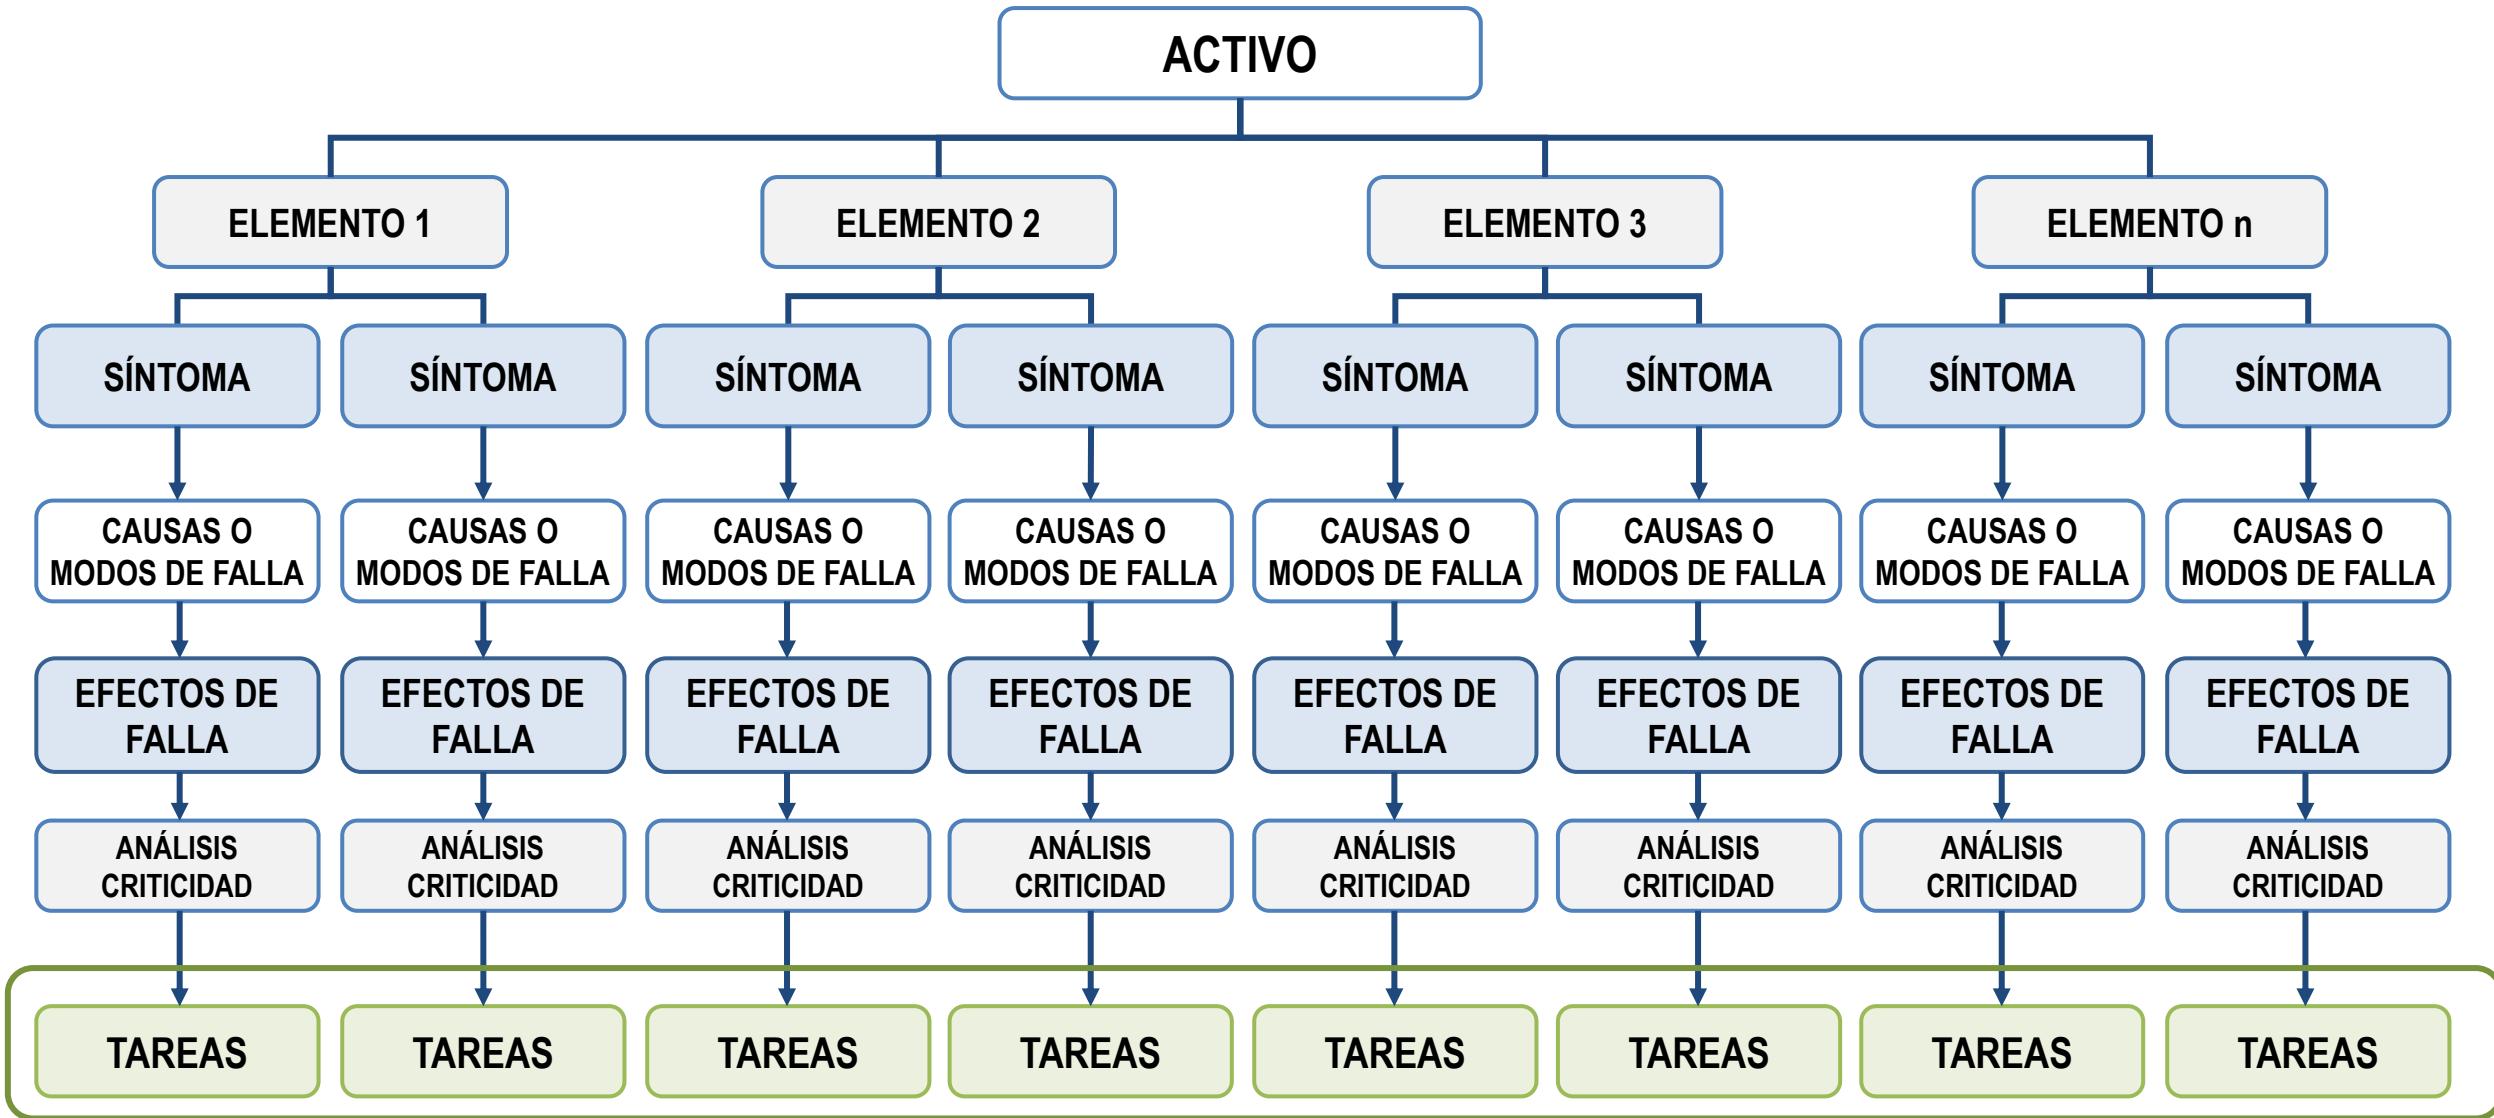 ACTIVO
ELEMENTO 1
ELEMENTO 2
ELEMENTO 3
ELEMENTO n
SÍNTOMA
SÍNTOMA
SÍNTOMA
SÍNTOMA
SÍNTOMA
SÍNTOMA
SÍNTOMA
SÍNTOMA
CAUSAS O
MODOS DE FALLA
CAUSAS O
MODOS DE FALLA
CAUSAS O
MODOS DE FALLA
CAUSAS O
MODOS DE FALLA
CAUSAS O
MODOS DE FALLA
CAUSAS O
MODOS DE FALLA
CAUSAS O
MODOS DE FALLA
CAUSAS O
MODOS DE FALLA
EFECTOS DE
FALLA
EFECTOS DE
FALLA
EFECTOS DE
FALLA
EFECTOS DE
FALLA
EFECTOS DE
FALLA
EFECTOS DE
FALLA
EFECTOS DE
FALLA
EFECTOS DE
FALLA
ANÁLISIS
CRITICIDAD
ANÁLISIS
CRITICIDAD
ANÁLISIS
CRITICIDAD
ANÁLISIS
CRITICIDAD
ANÁLISIS
CRITICIDAD
ANÁLISIS
CRITICIDAD
ANÁLISIS
CRITICIDAD
ANÁLISIS
CRITICIDAD
TAREAS
TAREAS
TAREAS
TAREAS
TAREAS
TAREAS
TAREAS
TAREAS